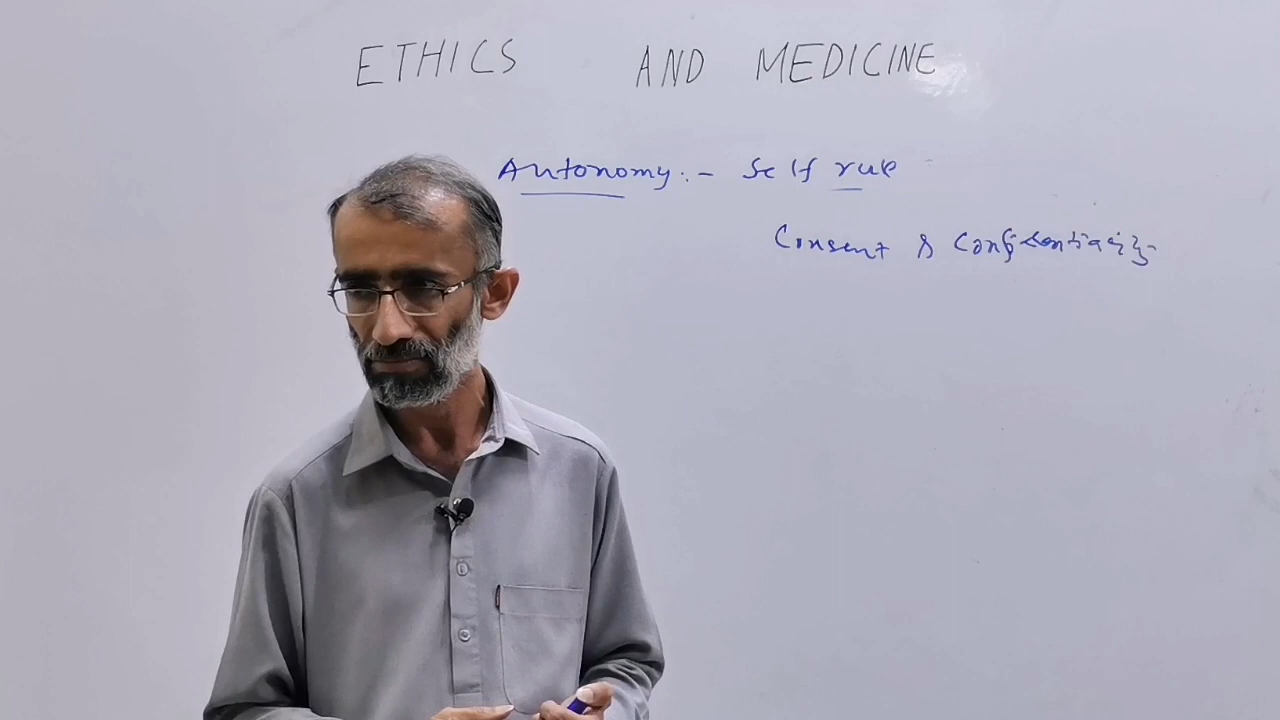 ETHICS AND MEDICINE
Autonomy:- Self rule
Consent & Confidentiality